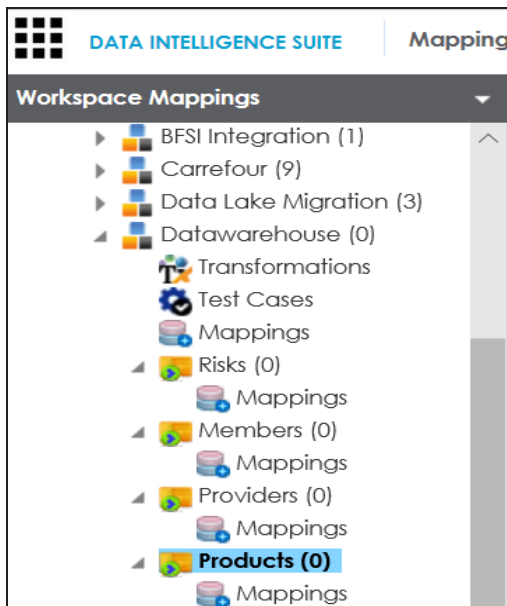 DATA INTELLIGENCE SUITE Mapping
Workspace Mappings
BFSI Integration (1)
Carrefour (9)
Data Lake Migration (3)
Datawarehouse (0)
Transformations
Test Cases
Mappings
Risks (0)
Mappings
Members (0)
Mappings
Providers (0)
Mappings
Products (0)
Mappings